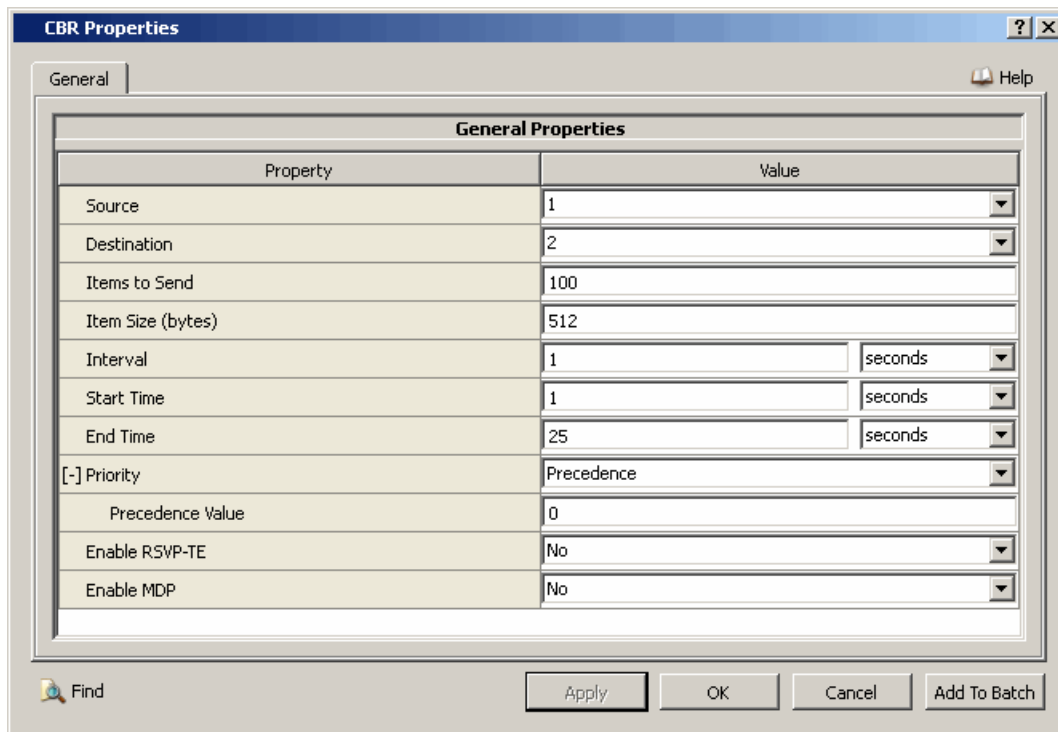 CBR Properties
General
Help
General Properties
Property Value
Source 1
Destination 2
Items to Send 100
Item Size (bytes) 512
Interval 1 seconds
Start Time 1 seconds
End Time 25 seconds
[-] Priority Precedence
Precedence Value 0
Enable RSVP-TE No
Enable MDP No
Find Apply OK Cancel Add To Batch